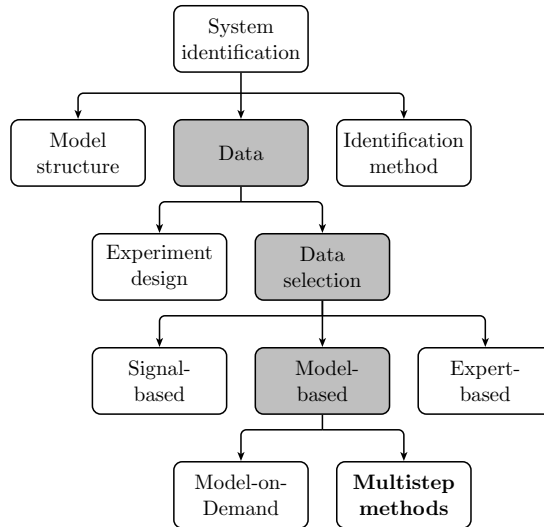 System
identification
Model
structure
Data
Identification
method
Experiment
design
Data
selection
Signal-
based
Model-
based
Expert-
based
Model-on-
Demand
Multistep
methods